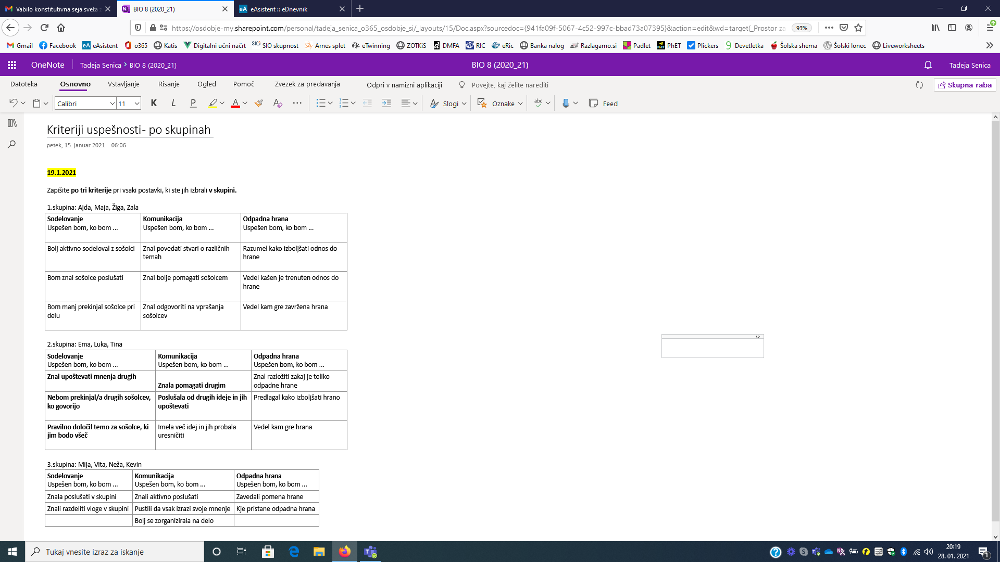 Vabilo konstitutivna seja sveta z
BIO 8 (2020_21)
eAsistent :: eDnevnik
https://osdobje-my.sharepoint.com/personal/tadeja_senica_o365_osdobje_si/_layouts/15/Doc.aspx?sourcedoc={941fa09f-5067-4c52-997c-bbad73a07395}&action=edit&wd=target(_Prostor za
93%
Gmail Facebook eAsistent o365 Katis Digitalni učni načrt SIO skupnost Arnes splet eTwinning ZOTKiS DMFA RIC eRic Banka nalog Razlagamo.si Padlet PhET Plickers Devetletka Šolska shema Šolski lonec Liveworksheets
OneNote Tadeja Senica › BIO 8 (2020_21) BIO 8 (2020_21) Tadeja Senica
Datoteka Osnovno Vstavljanje Risanje Ogled Pomoč Zvezek za predavanja Odpri v namizni aplikaciji Povejte, kaj želite narediti Skupna raba
Calibri 11 K L P A Slogi Oznake abc Feed
Kriteriji uspešnosti- po skupinah
petek, 15. januar 2021 06:06
19.1.2021
Zapišite po tri kriterije pri vsaki postavki, ki ste jih izbrali v skupini.
1.skupina: Ajda, Maja, Žiga, Zala
Sodelovanje
Uspešen bom, ko bom ...
Komunikacija
Uspešen bom, ko bom ...
Odpadna hrana
Uspešen bom, ko bom ...
Bolj aktivno sodeloval z sošolci
Znal povedati stvari o različnih
temah
Razumel kako izboljšati odnos do
hrane
Bom znal sošolce poslušati
Znal bolje pomagati sošolcem
Vedel kašen je trenuten odnos do
hrane
Bom manj prekinjal sošolce pri
delu
Znal odgovoriti na vprašanja
sošolcev
Vedel kam gre zavržena hrana
2.skupina: Ema, Luka, Tina
Sodelovanje
Uspešen bom, ko bom ...
Komunikacija
Uspešen bom, ko bom ...
Odpadna hrana
Uspešen bom, ko bom ...
Znal upoštevati mnenja drugih
Znala pomagati drugim
Znal razložiti zakaj je toliko
odpadne hrane
Nebom prekinjal/a drugih sošolcev,
ko govorijo
Poslušala od drugih ideje in jih
upoštevati
Predlagal kako izboljšati hrano
Pravilno določil temo za sošolce, ki
jim bodo všeč
Imela več idej in jih probala
uresničiti
Vedel kam gre hrana
3.skupina: Mija, Vita, Neža, Kevin
Sodelovanje
Uspešen bom, ko bom ...
Komunikacija
Uspešen bom, ko bom ...
Odpadna hrana
Uspešen bom, ko bom ...
Znala poslušati v skupini
Znali aktivno poslušati
Zavedali pomena hrane
Znali razdeliti vloge v skupini
Pustili da vsak izrazi svoje mnenje
Kje pristane odpadna hrana
Bolj se zorganizirala na delo
Tukaj vnesite izraz za iskanje
20:19
28. 01. 2021
1